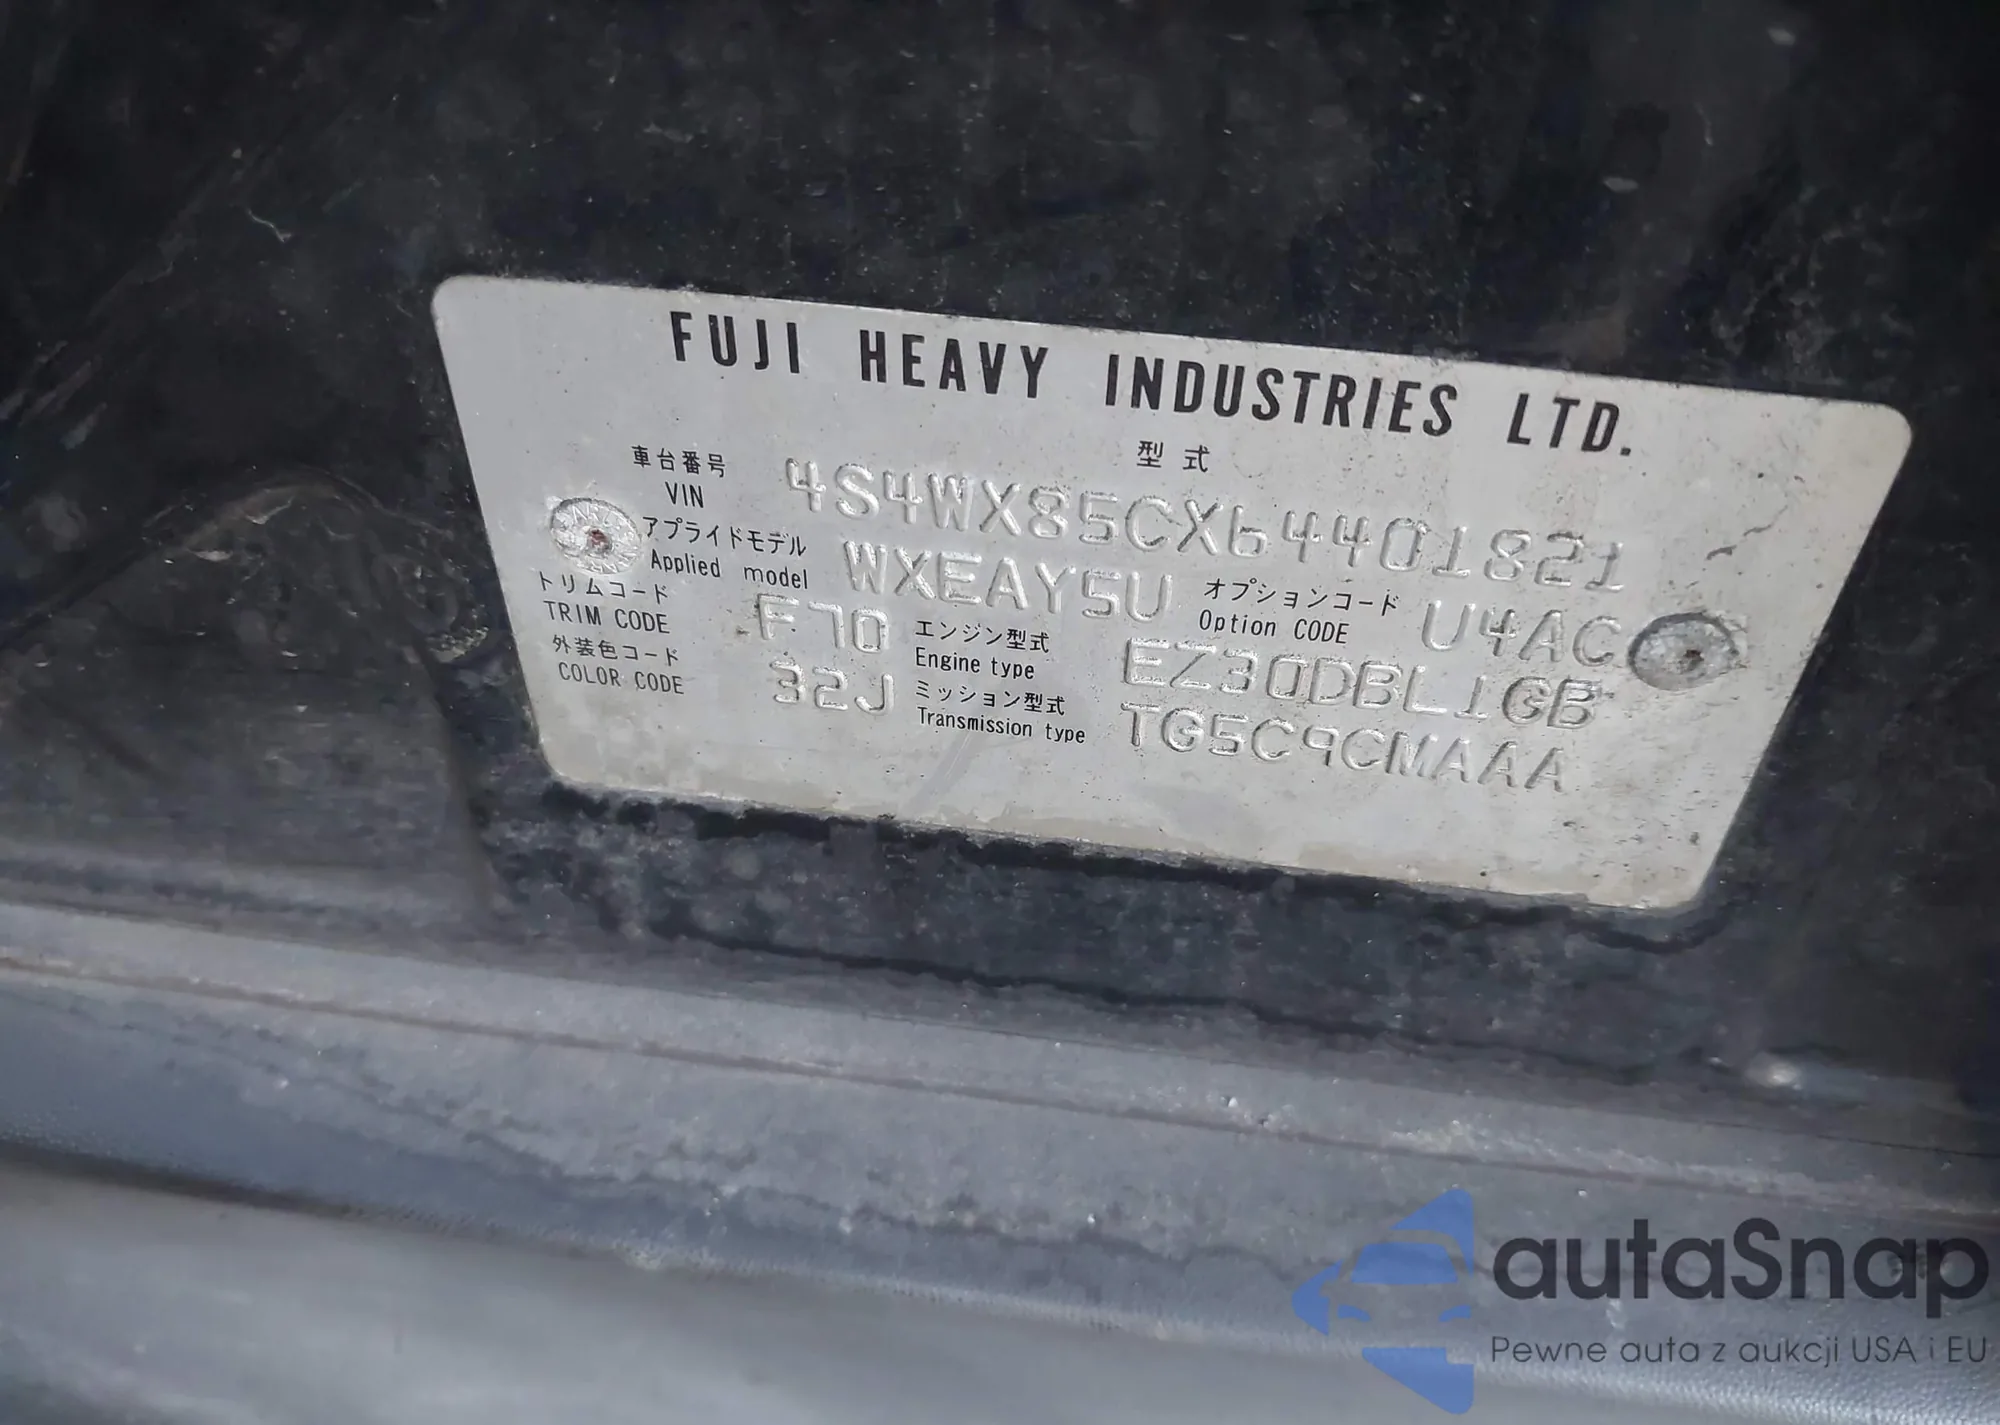 FUJI HEAVY INDUSTRIES LTD.
車台番号 型式
VIN 4S4WX85CX64401821
アプライドモデル
Applied model WXEAY5U
オプションコード
Option CODE U4AC
トリムコード
TRIM CODE F70
エンジン型式
Engine type EZ30DBL1GB
外装色コード
COLOR CODE 32J
ミッション型式
Transmission type TG5C9CMAAA
autaSnap
Pewne auta z aukcji USA i EU